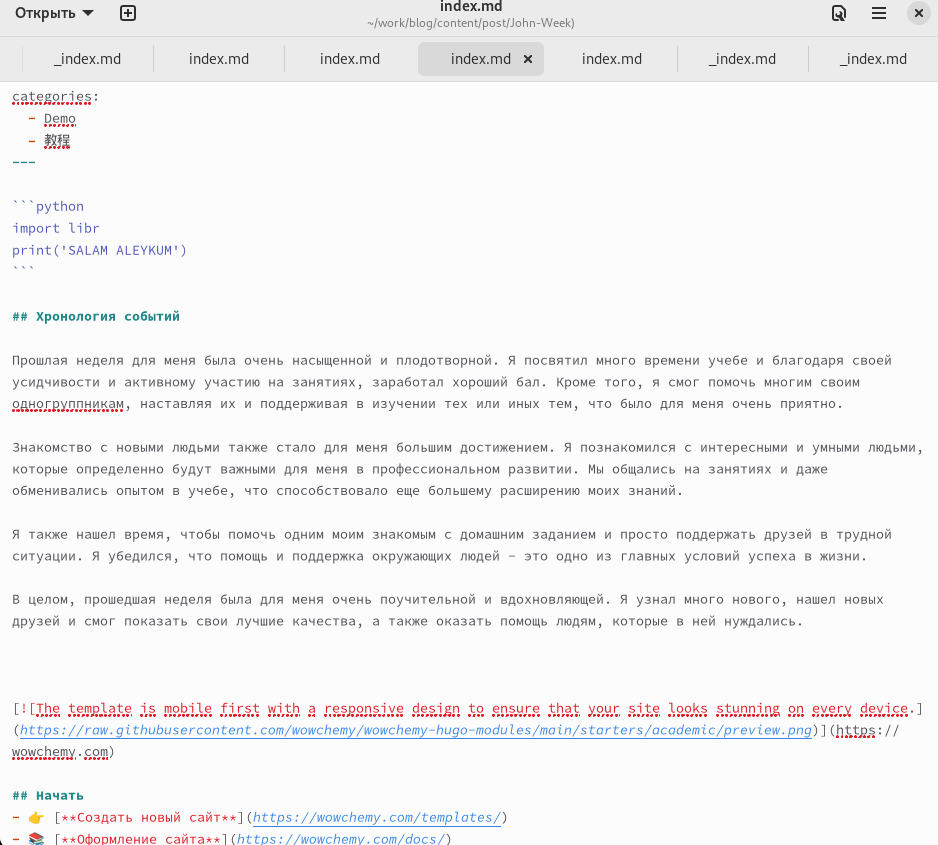 Открыть
index.md
~/work/blog/content/post/John-Week)
_index.md index.md index.md index.md index.md _index.md _index.md
categories:
- Demo
- 教程
---
```python
import libr
print('SALAM ALEYKUM')
```
## Хронология событий
Прошлая неделя для меня была очень насыщенной и плодотворной. Я посвятил много времени учебе и благодаря своей
усидчивости и активному участию на занятиях, заработал хороший бал. Кроме того, я смог помочь многим своим
одногруппникам, наставляя их и поддерживая в изучении тех или иных тем, что было для меня очень приятно.
Знакомство с новыми людьми также стало для меня большим достижением. Я познакомился с интересными и умными людьми,
которые определенно будут важными для меня в профессиональном развитии. Мы общались на занятиях и даже
обменивались опытом в учебе, что способствовало еще большему расширению моих знаний.
Я также нашел время, чтобы помочь одним моим знакомым с домашним заданием и просто поддержать друзей в трудной
ситуации. Я убедился, что помощь и поддержка окружающих людей - это одно из главных условий успеха в жизни.
В целом, прошедшая неделя была для меня очень поучительной и вдохновляющей. Я узнал много нового, нашел новых
друзей и смог показать свои лучшие качества, а также оказать помощь людям, которые в ней нуждались.
[![The template is mobile first with a responsive design to ensure that your site looks stunning on every device.]
(https://raw.githubusercontent.com/wowchemy/wowchemy-hugo-modules/main/starters/academic/preview.png)](https://
wowchemy.com)
## Начать
- 👉 [**Создать новый сайт**](https://wowchemy.com/templates/)
- 📚 [**Оформление сайта**](https://wowchemy.com/docs/)